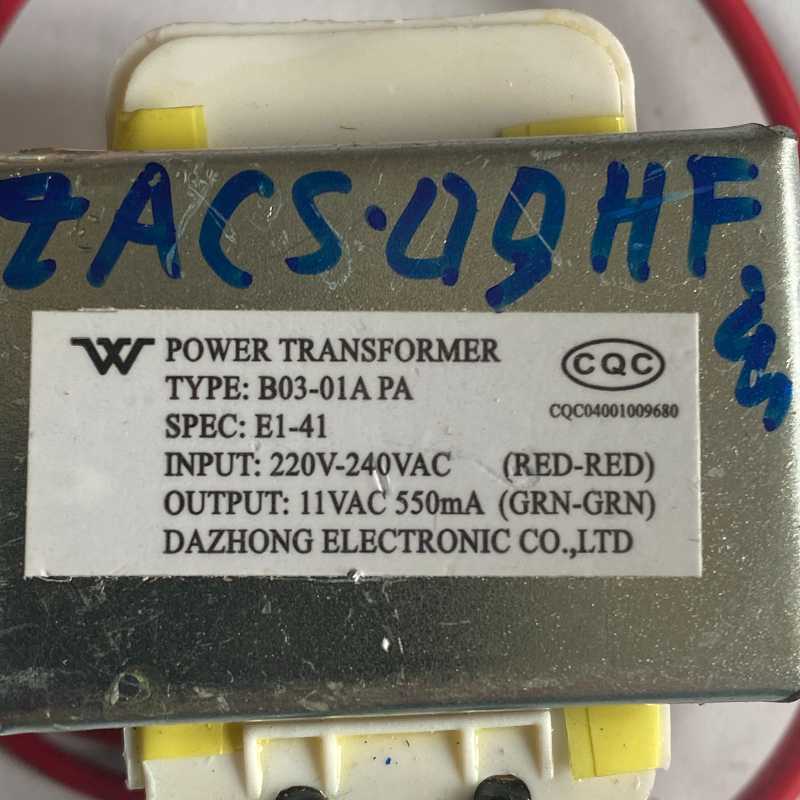 ZACS.09HF
W POWER TRANSFORMER
CQC
TYPE: B03-01A PA
CQC04001009680
SPEC: E1-41
INPUT: 220V-240VAC (RED-RED)
OUTPUT: 11VAC 550mA (GRN-GRN)
DAZHONG ELECTRONIC CO.,LTD